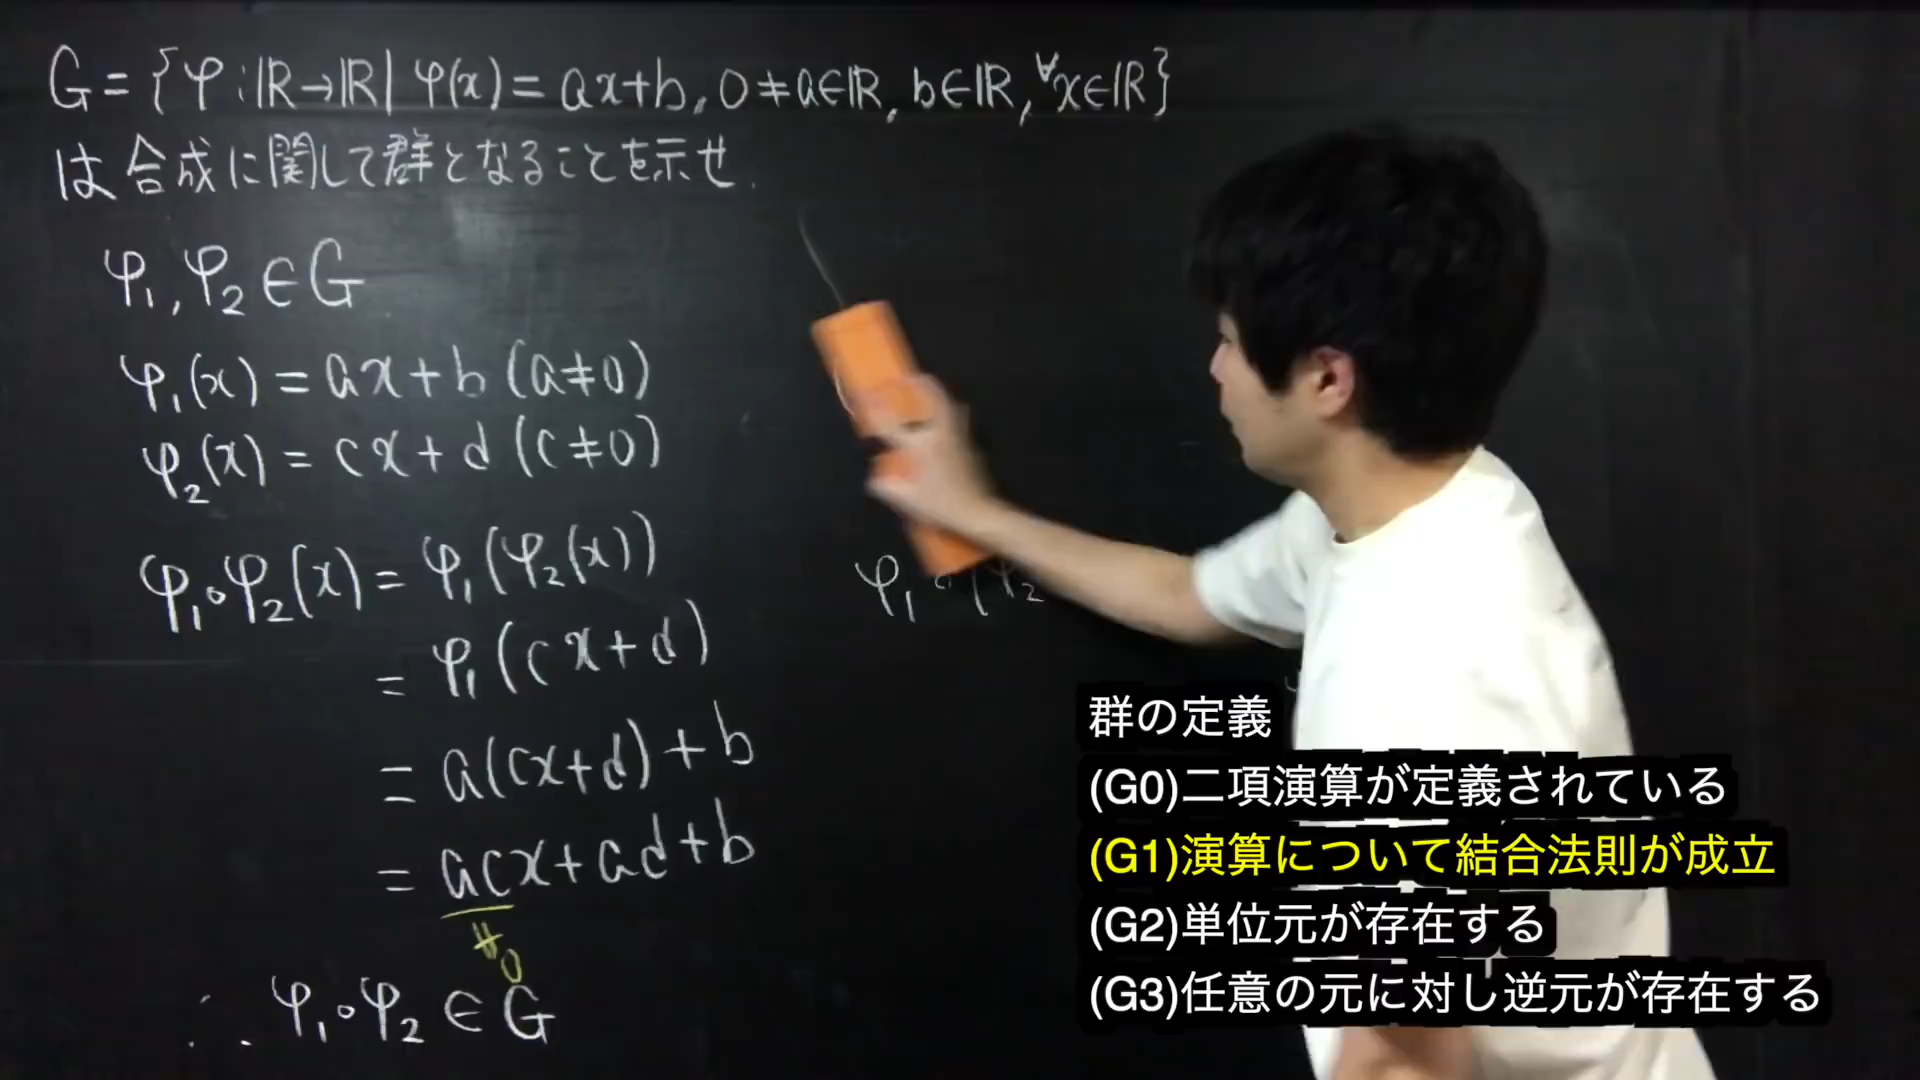 G = {φ : ℝ→ℝ | φ(x) = ax+b, 0≠a∈ℝ, b∈ℝ, ∀x∈ℝ}
は合成に関して群となることを示せ.
φ₁, φ₂ ∈ G
φ₁(x) = ax+b (a≠0)
φ₂(x) = cx+d (c≠0)
φ₁∘φ₂(x) = φ₁(φ₂(x))
= φ₁(cx+d)
= a(cx+d)+b
= acx+ad+b
≠0
∴ φ₁∘φ₂ ∈ G
φ₁∘(φ₂
群の定義
(G0)二項演算が定義されている
(G1)演算について結合法則が成立
(G2)単位元が存在する
(G3)任意の元に対し逆元が存在する